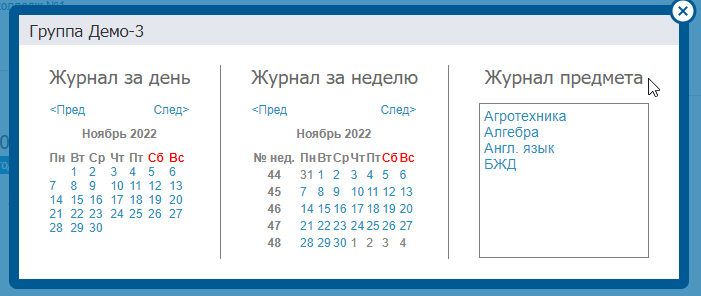 Группа Демо-3
Журнал за день
<Пред След>
Ноябрь 2022
Пн Вт Ср Чт Пт Сб Вс
1 2 3 4 5 6
7 8 9 10 11 12 13
14 15 16 17 18 19 20
21 22 23 24 25 26 27
28 29 30
Журнал за неделю
<Пред След>
Ноябрь 2022
№ нед. Пн Вт Ср Чт Пт Сб Вс
44 31 1 2 3 4 5 6
45 7 8 9 10 11 12 13
46 14 15 16 17 18 19 20
47 21 22 23 24 25 26 27
48 28 29 30 1 2 3 4
Журнал предмета
Агротехника
Алгебра
Англ. язык
БЖД